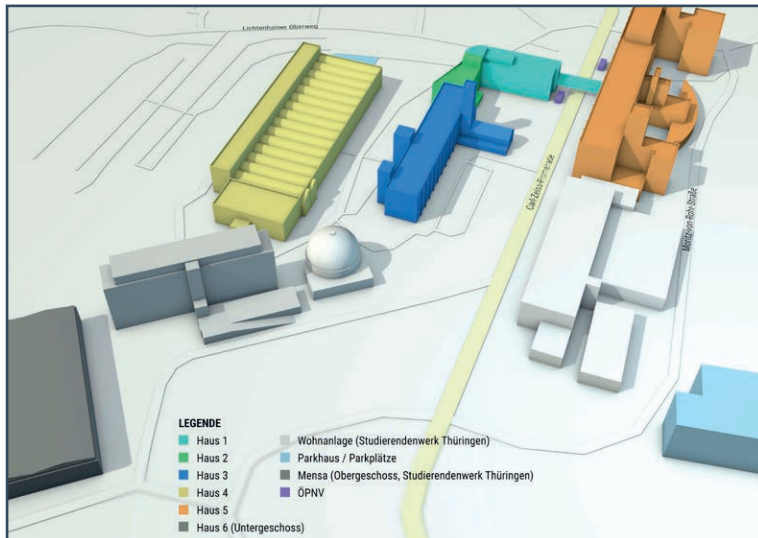 Lichtenhainer Oberweg
Carl-Zeiss-Promenade
Moritz-von-Rohr-Straße
LEGENDE
Haus 1
Haus 2
Haus 3
Haus 4
Haus 5
Haus 6 (Untergeschoss)
Wohnanlage (Studierendenwerk Thüringen)
Parkhaus / Parkplätze
Mensa (Obergeschoss, Studierendenwerk Thüringen)
ÖPNV